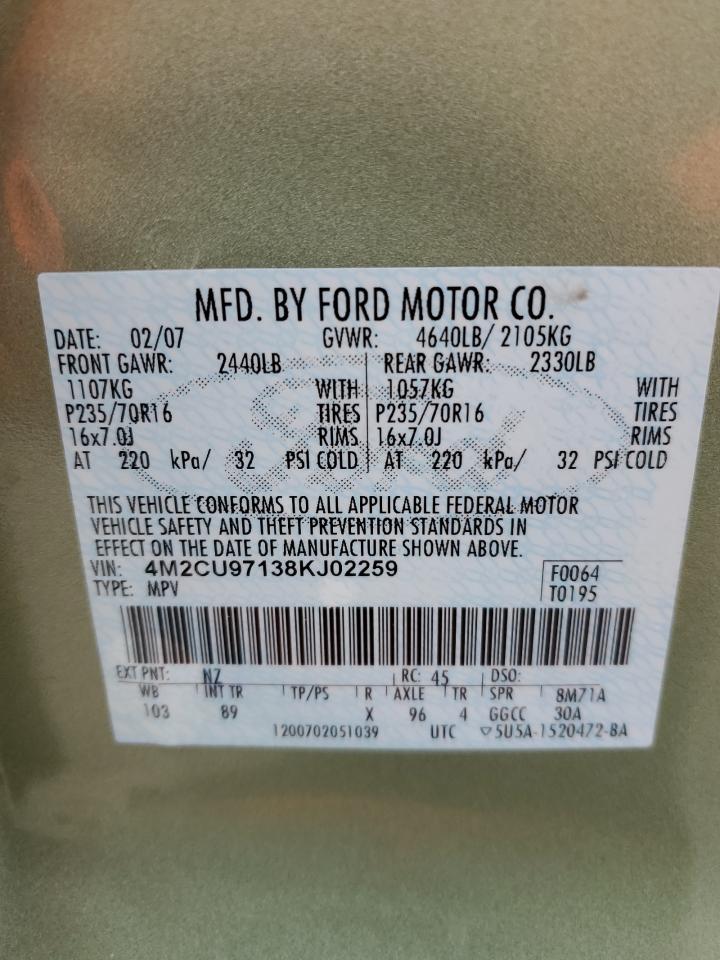 MFD. BY FORD MOTOR CO.
DATE: 02/07 GVWR: 4640LB/ 2105KG
FRONT GAWR: 2440LB REAR GAWR: 2330LB
1107KG WITH 1057KG WITH
P235/70R16 TIRES P235/70R16 TIRES
16x7.0J RIMS 16x7.0J RIMS
AT 220 kPa/ 32 PSI COLD AT 220 kPa/ 32 PSI COLD
Ford
THIS VEHICLE CONFORMS TO ALL APPLICABLE FEDERAL MOTOR
VEHICLE SAFETY AND THEFT PREVENTION STANDARDS IN
EFFECT ON THE DATE OF MANUFACTURE SHOWN ABOVE.
VIN: 4M2CU97138KJ02259 F0064
TYPE: MPV T0195
EXT PNT: NZ RC: 45 DSO:
WB INT TR TP/PS R AXLE TR SPR 8M71A
103 89 X 96 4 GGCC 30A
1200702051039 UTC ▽5U5A-1520472-BA